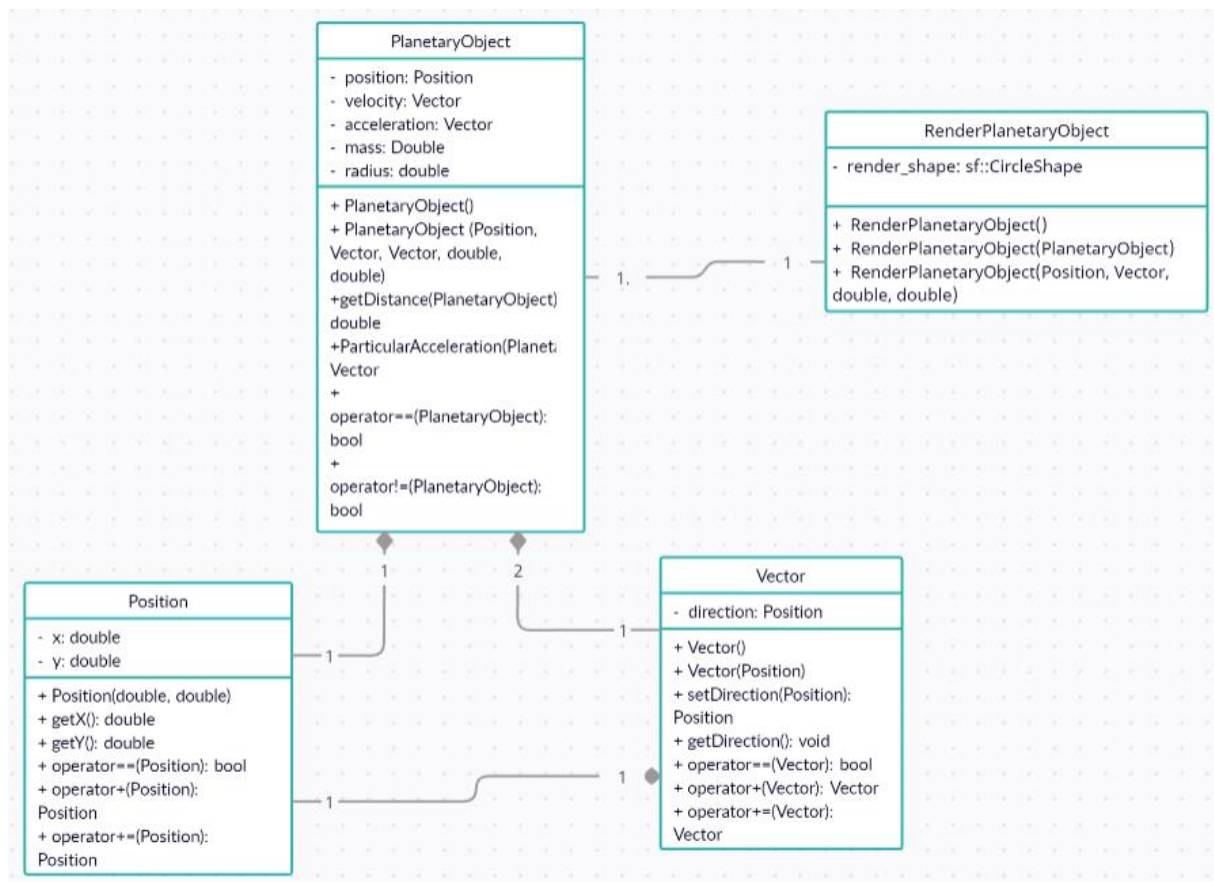 PlanetaryObject
- position: Position
- velocity: Vector
- acceleration: Vector
- mass: Double
- radius: double
+ PlanetaryObject()
+ PlanetaryObject (Position,
Vector, Vector, double,
double)
+getDistance(PlanetaryObject)
double
+ParticularAcceleration(Planet
Vector
+
operator==(PlanetaryObject):
bool
+
operator!=(PlanetaryObject):
bool
RenderPlanetaryObject
- render_shape: sf::CircleShape
+ RenderPlanetaryObject()
+ RenderPlanetaryObject(PlanetaryObject)
+ RenderPlanetaryObject(Position, Vector,
double, double)
1.
1
1
2
Position
- x: double
- y: double
+ Position(double, double)
+ getX(): double
+ getY(): double
+ operator==(Position): bool
+ operator+(Position):
Position
+ operator+=(Position):
Position
1
1
Vector
- direction: Position
+ Vector()
+ Vector(Position)
+ setDirection(Position):
Position
+ getDirection(): void
+ operator==(Vector): bool
+ operator+(Vector): Vector
+ operator+=(Vector):
Vector
1
1